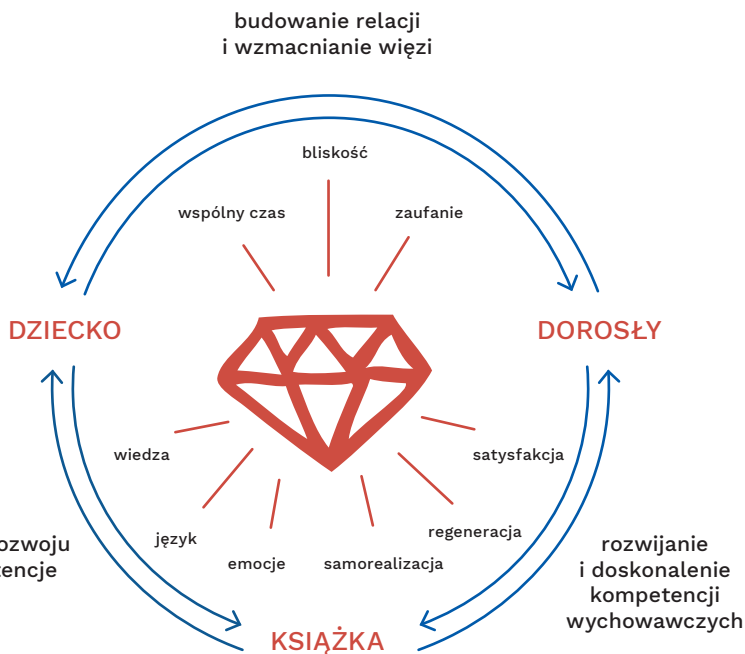 budowanie relacji
i wzmacnianie więzi
bliskość
wspólny czas
zaufanie
DZIECKO
DOROSŁY
wiedza
satysfakcja
język
regeneracja
emocje
samorealizacja
rozwijanie
i doskonalenie
kompetencji
wychowawczych
KSIĄŻKA